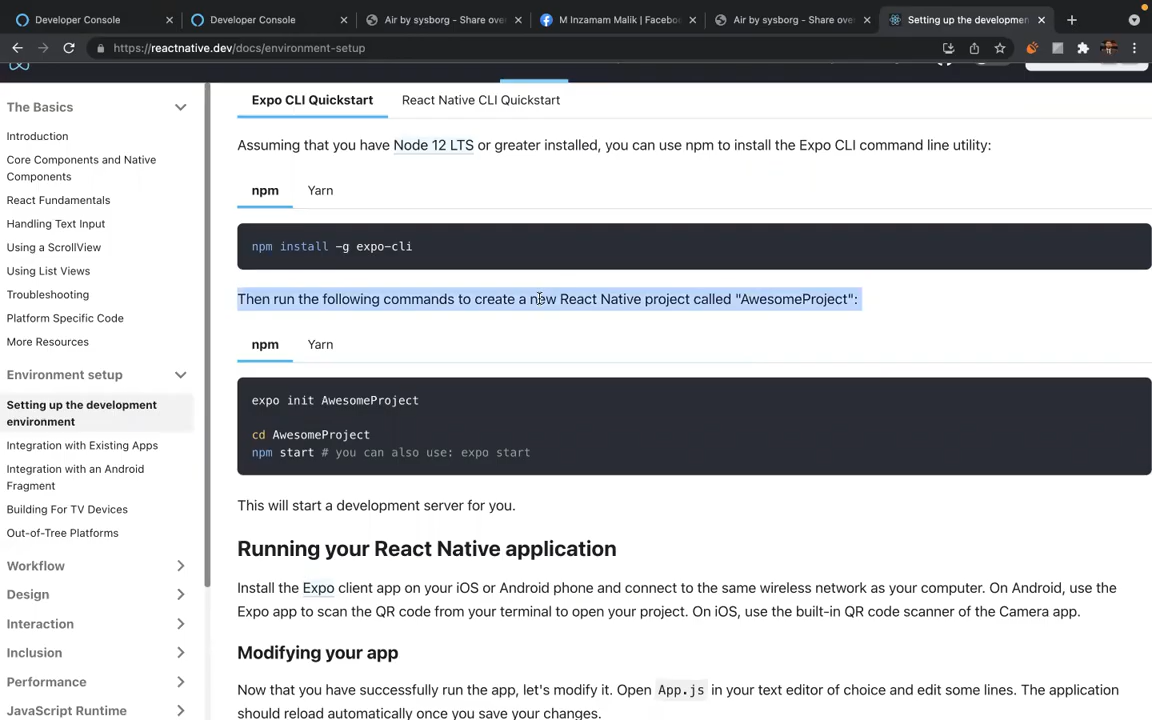 Developer Console
Developer Console
Air by sysborg - Share ove
M Inzamam Malik | Faceboo
Air by sysborg - Share ove
Setting up the developmen
https://reactnative.dev/docs/environment-setup
The Basics
Introduction
Core Components and Native
Components
React Fundamentals
Handling Text Input
Using a ScrollView
Using List Views
Troubleshooting
Platform Specific Code
More Resources
Environment setup
Setting up the development
environment
Integration with Existing Apps
Integration with an Android
Fragment
Building For TV Devices
Out-of-Tree Platforms
Workflow
Design
Interaction
Inclusion
Performance
JavaScript Runtime
Expo CLI Quickstart
React Native CLI Quickstart
Assuming that you have Node 12 LTS or greater installed, you can use npm to install the Expo CLI command line utility:
npm
Yarn
npm install -g expo-cli
Then run the following commands to create a new React Native project called "AwesomeProject":
npm
Yarn
expo init AwesomeProject
cd AwesomeProject
npm start # you can also use: expo start
This will start a development server for you.
Running your React Native application
Install the Expo client app on your iOS or Android phone and connect to the same wireless network as your computer. On Android, use the
Expo app to scan the QR code from your terminal to open your project. On iOS, use the built-in QR code scanner of the Camera app.
Modifying your app
Now that you have successfully run the app, let's modify it. Open App.js in your text editor of choice and edit some lines. The application
should reload automatically once you save your changes.